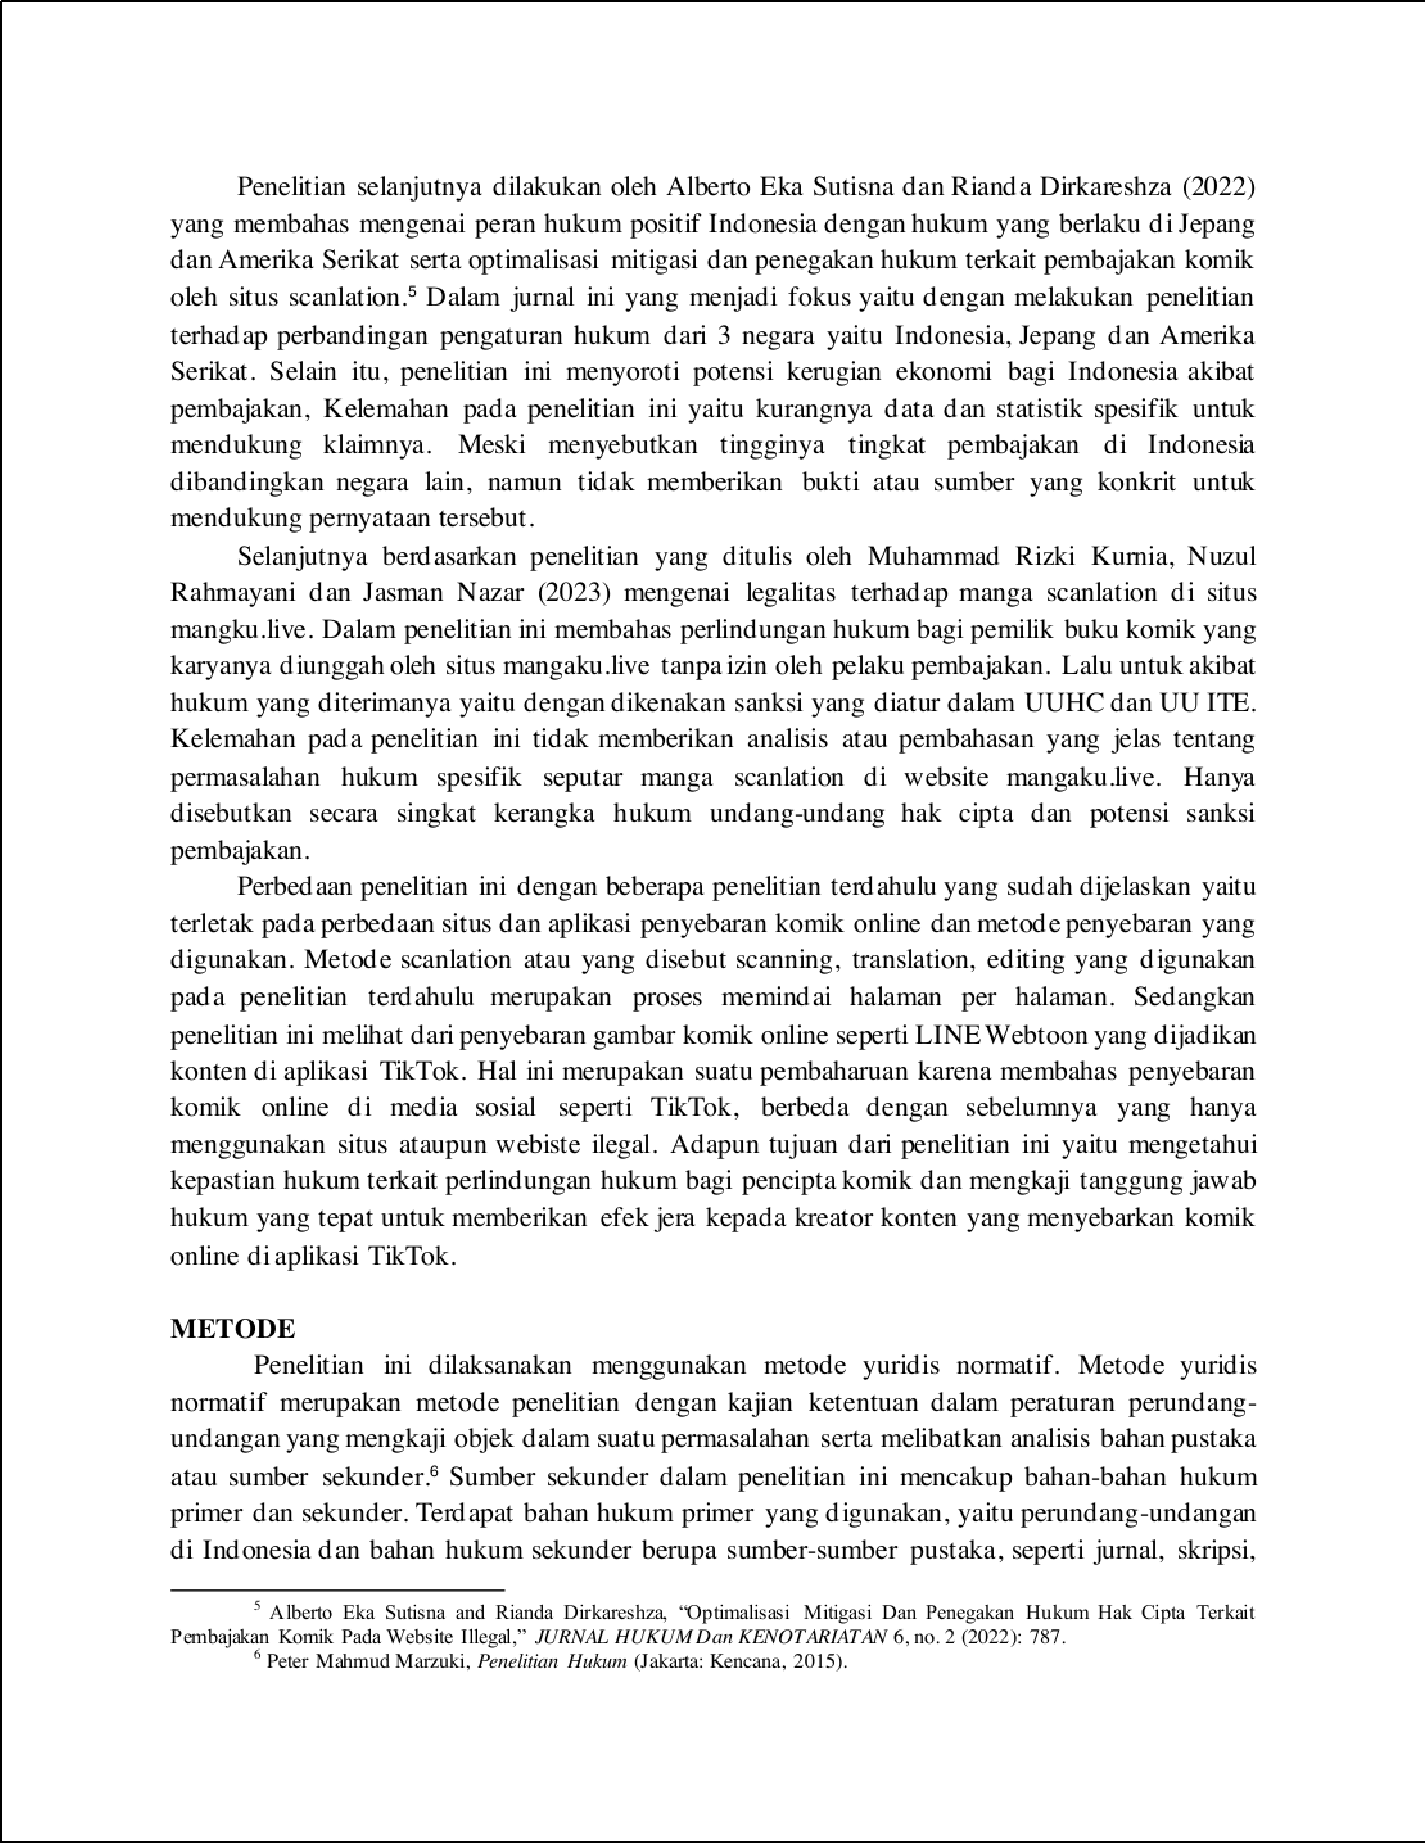 Penelitian selanjutnya dilakukan oleh Alberto Eka Sutisna dan Rianda Dirkareshza (2022)
yang membahas mengenai peran hukum positif Indonesia dengan hukum yang berlaku di Jepang
dan Amerika Serikat serta optimalisasi mitigasi dan penegakan hukum terkait pembajakan komik
oleh situs scanlation.⁵ Dalam jurnal ini yang menjadi fokus yaitu dengan melakukan penelitian
terhadap perbandingan pengaturan hukum dari 3 negara yaitu Indonesia, Jepang dan Amerika
Serikat. Selain itu, penelitian ini menyoroti potensi kerugian ekonomi bagi Indonesia akibat
pembajakan, Kelemahan pada penelitian ini yaitu kurangnya data dan statistik spesifik untuk
mendukung klaimnya. Meski menyebutkan tingginya tingkat pembajakan di Indonesia
dibandingkan negara lain, namun tidak memberikan bukti atau sumber yang konkrit untuk
mendukung pernyataan tersebut.
Selanjutnya berdasarkan penelitian yang ditulis oleh Muhammad Rizki Kurnia, Nuzul
Rahmayani dan Jasman Nazar (2023) mengenai legalitas terhadap manga scanlation di situs
mangku.live. Dalam penelitian ini membahas perlindungan hukum bagi pemilik buku komik yang
karyanya diunggah oleh situs mangaku.live tanpa izin oleh pelaku pembajakan. Lalu untuk akibat
hukum yang diterimanya yaitu dengan dikenakan sanksi yang diatur dalam UUHC dan UU ITE.
Kelemahan pada penelitian ini tidak memberikan analisis atau pembahasan yang jelas tentang
permasalahan hukum spesifik seputar manga scanlation di website mangaku.live. Hanya
disebutkan secara singkat kerangka hukum undang-undang hak cipta dan potensi sanksi
pembajakan.
Perbedaan penelitian ini dengan beberapa penelitian terdahulu yang sudah dijelaskan yaitu
terletak pada perbedaan situs dan aplikasi penyebaran komik online dan metode penyebaran yang
digunakan. Metode scanlation atau yang disebut scanning, translation, editing yang digunakan
pada penelitian terdahulu merupakan proses memindai halaman per halaman. Sedangkan
penelitian ini melihat dari penyebaran gambar komik online seperti LINE Webtoon yang dijadikan
konten di aplikasi TikTok. Hal ini merupakan suatu pembaharuan karena membahas penyebaran
komik online di media sosial seperti TikTok, berbeda dengan sebelumnya yang hanya
menggunakan situs ataupun webiste ilegal. Adapun tujuan dari penelitian ini yaitu mengetahui
kepastian hukum terkait perlindungan hukum bagi pencipta komik dan mengkaji tanggung jawab
hukum yang tepat untuk memberikan efek jera kepada kreator konten yang menyebarkan komik
online di aplikasi TikTok.
METODE
Penelitian ini dilaksanakan menggunakan metode yuridis normatif. Metode yuridis
normatif merupakan metode penelitian dengan kajian ketentuan dalam peraturan perundang-
undangan yang mengkaji objek dalam suatu permasalahan serta melibatkan analisis bahan pustaka
atau sumber sekunder.⁶ Sumber sekunder dalam penelitian ini mencakup bahan-bahan hukum
primer dan sekunder. Terdapat bahan hukum primer yang digunakan, yaitu perundang-undangan
di Indonesia dan bahan hukum sekunder berupa sumber-sumber pustaka, seperti jurnal, skripsi,
⁵ Alberto Eka Sutisna and Rianda Dirkareshza, “Optimalisasi Mitigasi Dan Penegakan Hukum Hak Cipta Terkait
Pembajakan Komik Pada Website Illegal,” JURNAL HUKUM Dan KENOTARIATAN 6, no. 2 (2022): 787.
⁶ Peter Mahmud Marzuki, Penelitian Hukum (Jakarta: Kencana, 2015).